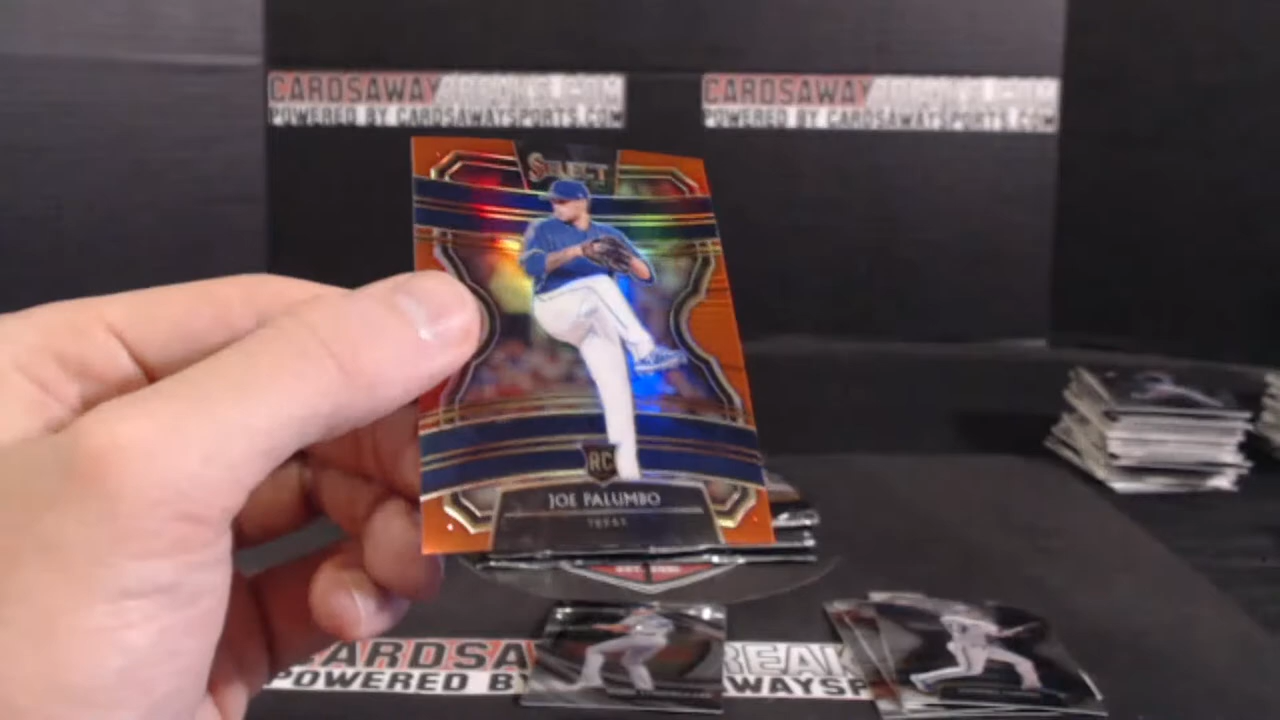 CARDSAWAY
POWERED BY CARDSAWAYSPORTS.COM
CARDSAWAY
POWERED BY CARDSAWAYSPORTS.COM
SELECT
RC
JOE PALUMBO
TEXAS
CARDSA
POWERED BY
REAK
WAYSP